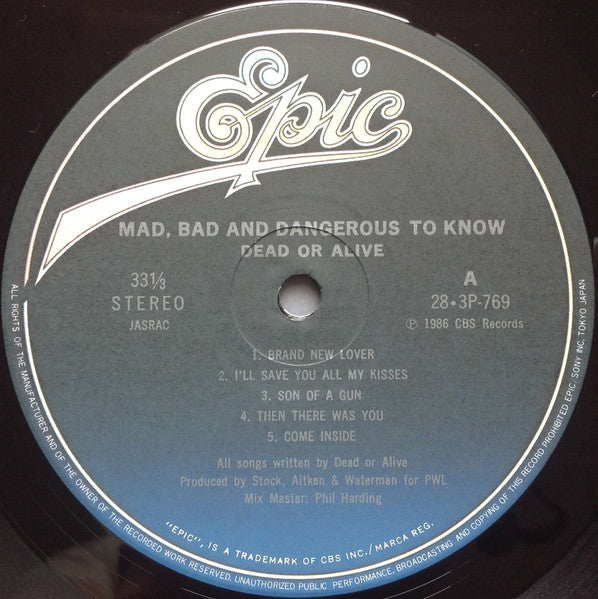 Epic
MAD, BAD AND DANGEROUS TO KNOW
DEAD OR ALIVE
33⅓
STEREO
JASRAC
A
28・3P-769
Ⓟ 1986 CBS Records
1. BRAND NEW LOVER
2. I'LL SAVE YOU ALL MY KISSES
3. SON OF A GUN
4. THEN THERE WAS YOU
5. COME INSIDE
All songs written by Dead or Alive
Produced by Stock, Aitken & Waterman for PWL
Mix Master: Phil Harding
"EPIC", IS A TRADEMARK OF CBS INC./MARCA REG.
ALL RIGHTS OF THE MANUFACTURER AND OF THE OWNER OF THE RECORDED WORK RESERVED, UNAUTHORIZED PUBLIC PERFORMANCE, BROADCASTING AND COPYING OF THIS RECORD PROHIBITED EPIC. SONY INC. TOKYO JAPAN